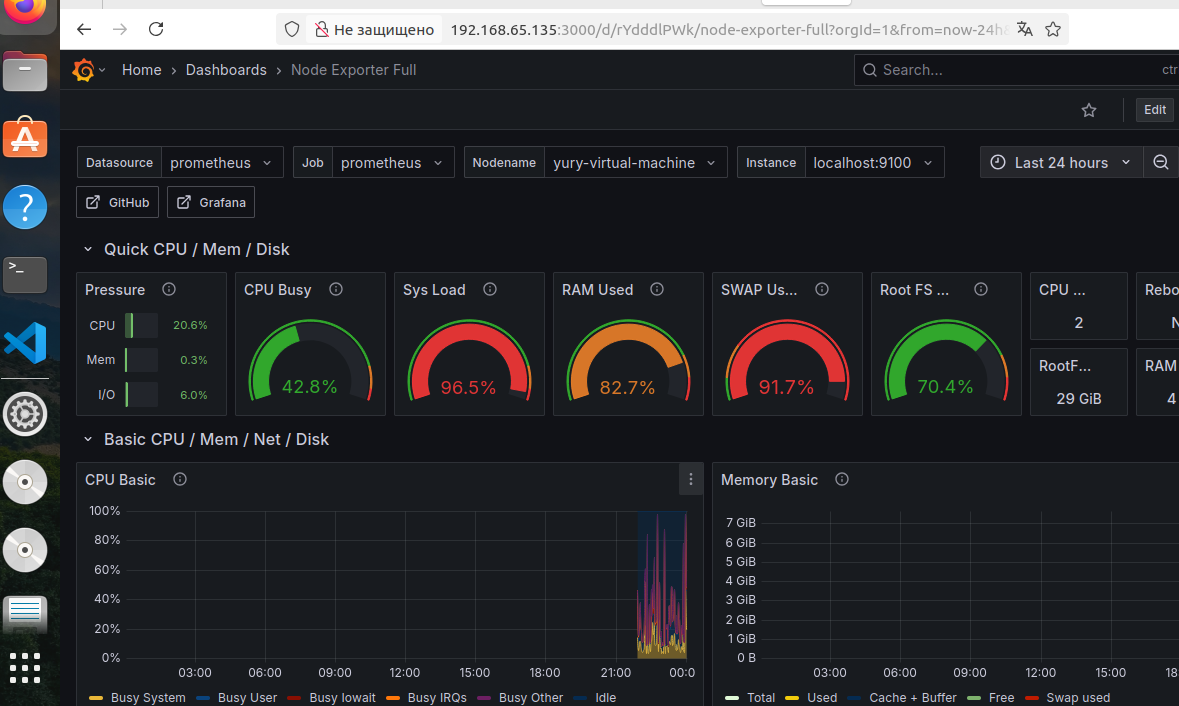 Не защищено 192.168.65.135:3000/d/rYdddlPWk/node-exporter-full?orgId=1&from=now-24h
Home › Dashboards › Node Exporter Full Search... ctr
Edit
Datasource prometheus Job prometheus Nodename yury-virtual-machine Instance localhost:9100 Last 24 hours
GitHub Grafana
Quick CPU / Mem / Disk
Pressure CPU Busy Sys Load RAM Used SWAP Us... Root FS ... CPU ... Rebo
CPU 20.6% 2 N
Mem 0.3%
RootF... RAM
42.8% 96.5% 82.7% 91.7% 70.4%
I/O 6.0% 29 GiB 4
Basic CPU / Mem / Net / Disk
CPU Basic Memory Basic
100%
80%
60%
40%
20%
0%
03:00 06:00 09:00 12:00 15:00 18:00 21:00 00:0
Busy System Busy User Busy Iowait Busy IRQs Busy Other Idle
7 GiB
6 GiB
5 GiB
4 GiB
3 GiB
2 GiB
1 GiB
0 B
03:00 06:00 09:00 12:00 15:00 18
Total Used Cache + Buffer Free Swap used